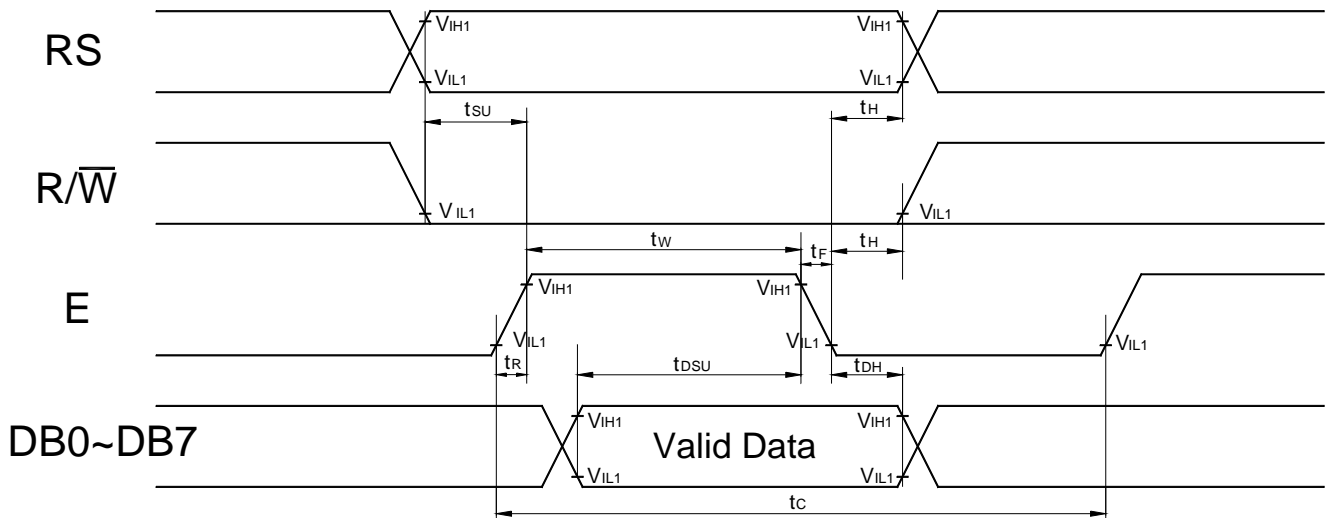 RS
VIH1
VIH1
VIL1
VIL1
tSU
tH
R/W̅
VIL1
VIL1
tW
tF
tH
E
VIH1
VIH1
VIL1
VIL1
VIL1
tR
tDSU
tDH
DB0~DB7
VIH1
Valid Data
VIH1
VIL1
VIL1
tC